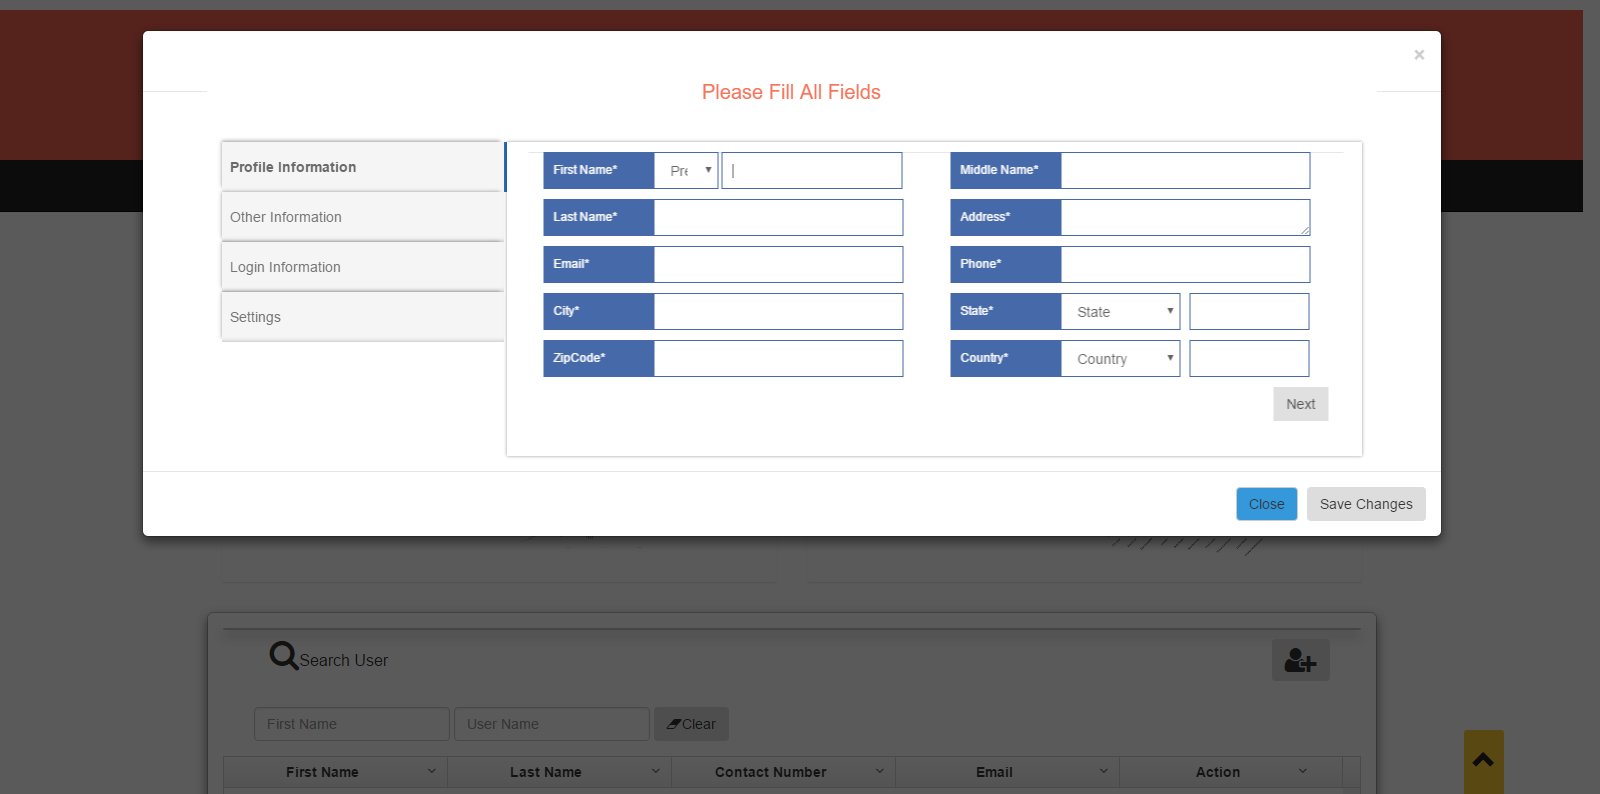 ×
Please Fill All Fields
Profile Information
Other Information
Login Information
Settings
First Name* Pre
Middle Name*
Last Name*
Address*
Email*
Phone*
City*
State* State
ZipCode*
Country* Country
Next
Close Save Changes
Search User
First Name User Name Clear
First Name Last Name Contact Number Email Action